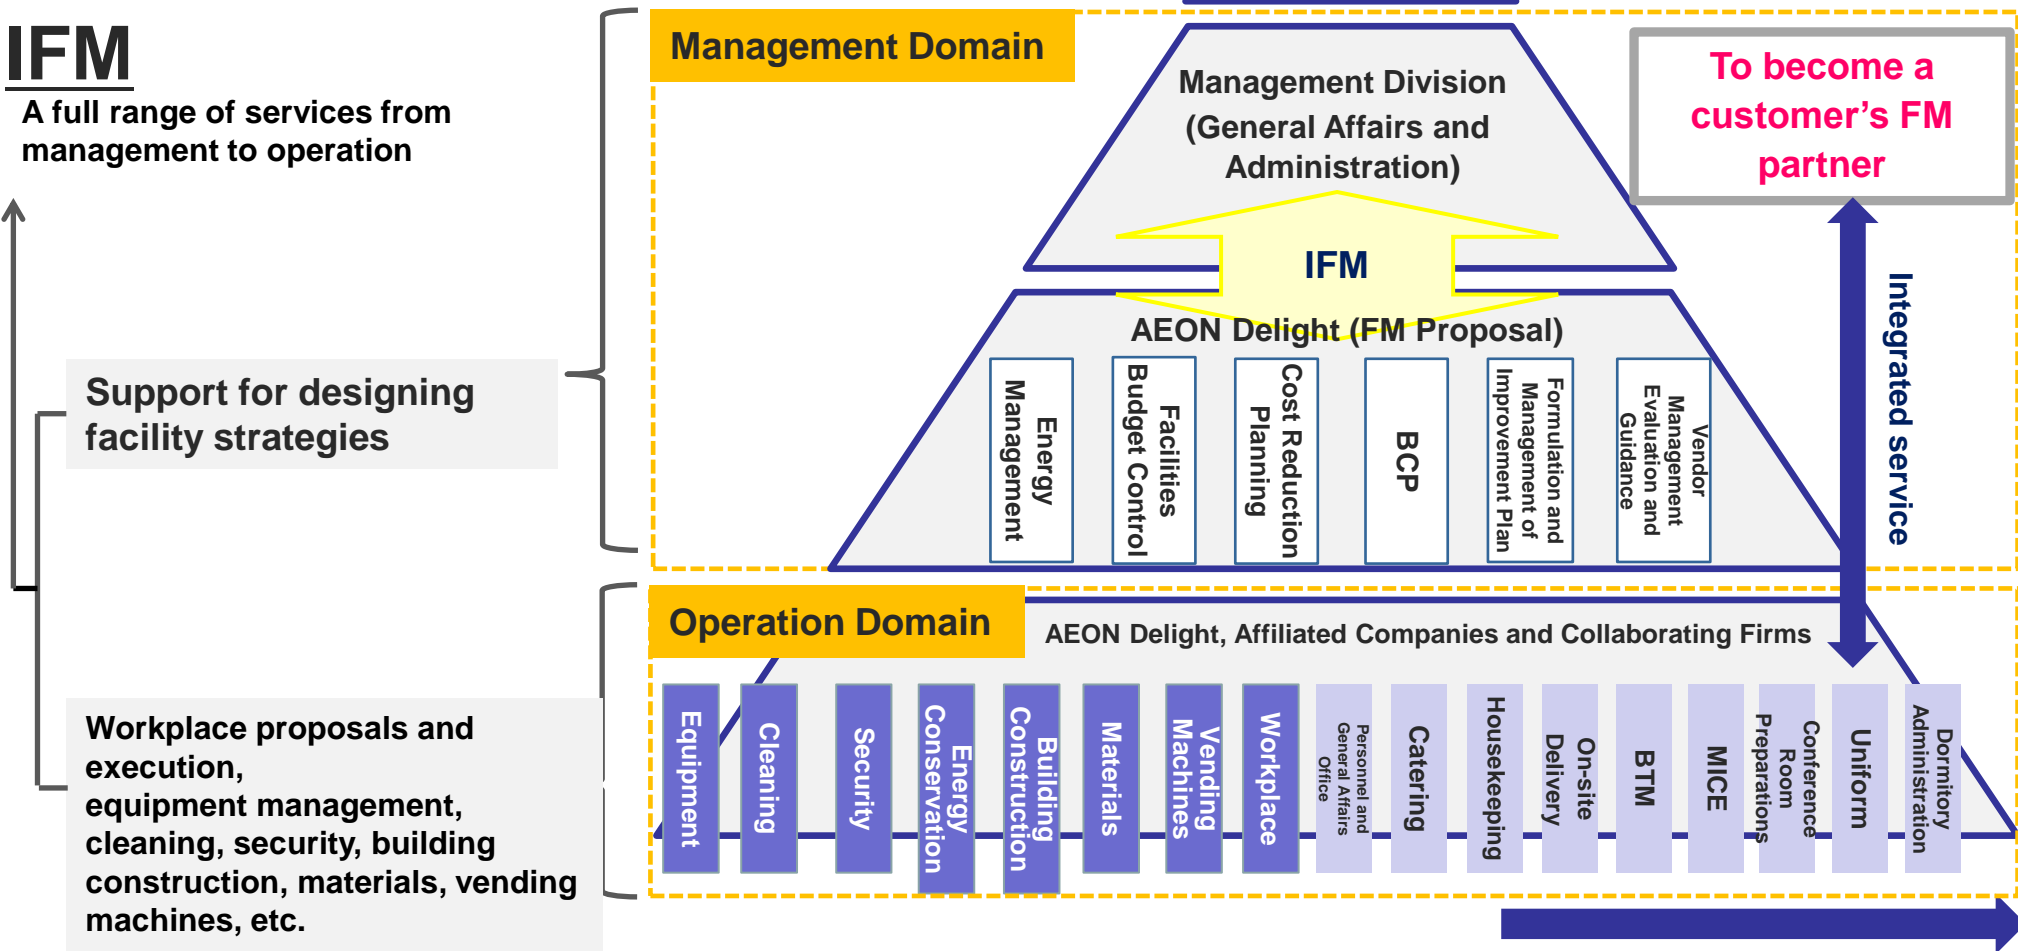 IFM
A full range of services from
management to operation
Support for designing
facility strategies
Workplace proposals and
execution,
equipment management,
cleaning, security, building
construction, materials, vending
machines, etc.
Management Domain
Management Division
(General Affairs and
Administration)
To become a
customer’s FM
partner
IFM
Integrated service
AEON Delight (FM Proposal)
Energy
Management
Facilities
Budget Control
Cost Reduction
Planning
BCP
Formulation and
Management of
Improvement Plan
Vendor
Management
Evaluation and
Guidance
Operation Domain
AEON Delight, Affiliated Companies and Collaborating Firms
Equipment
Cleaning
Security
Energy
Conservation
Building
Construction
Materials
Vending
Machines
Workplace
Personnel and
General Affairs
Office
Catering
Housekeeping
On-site
Delivery
BTM
MICE
Conference
Room
Preparations
Uniform
Dormitory
Administration